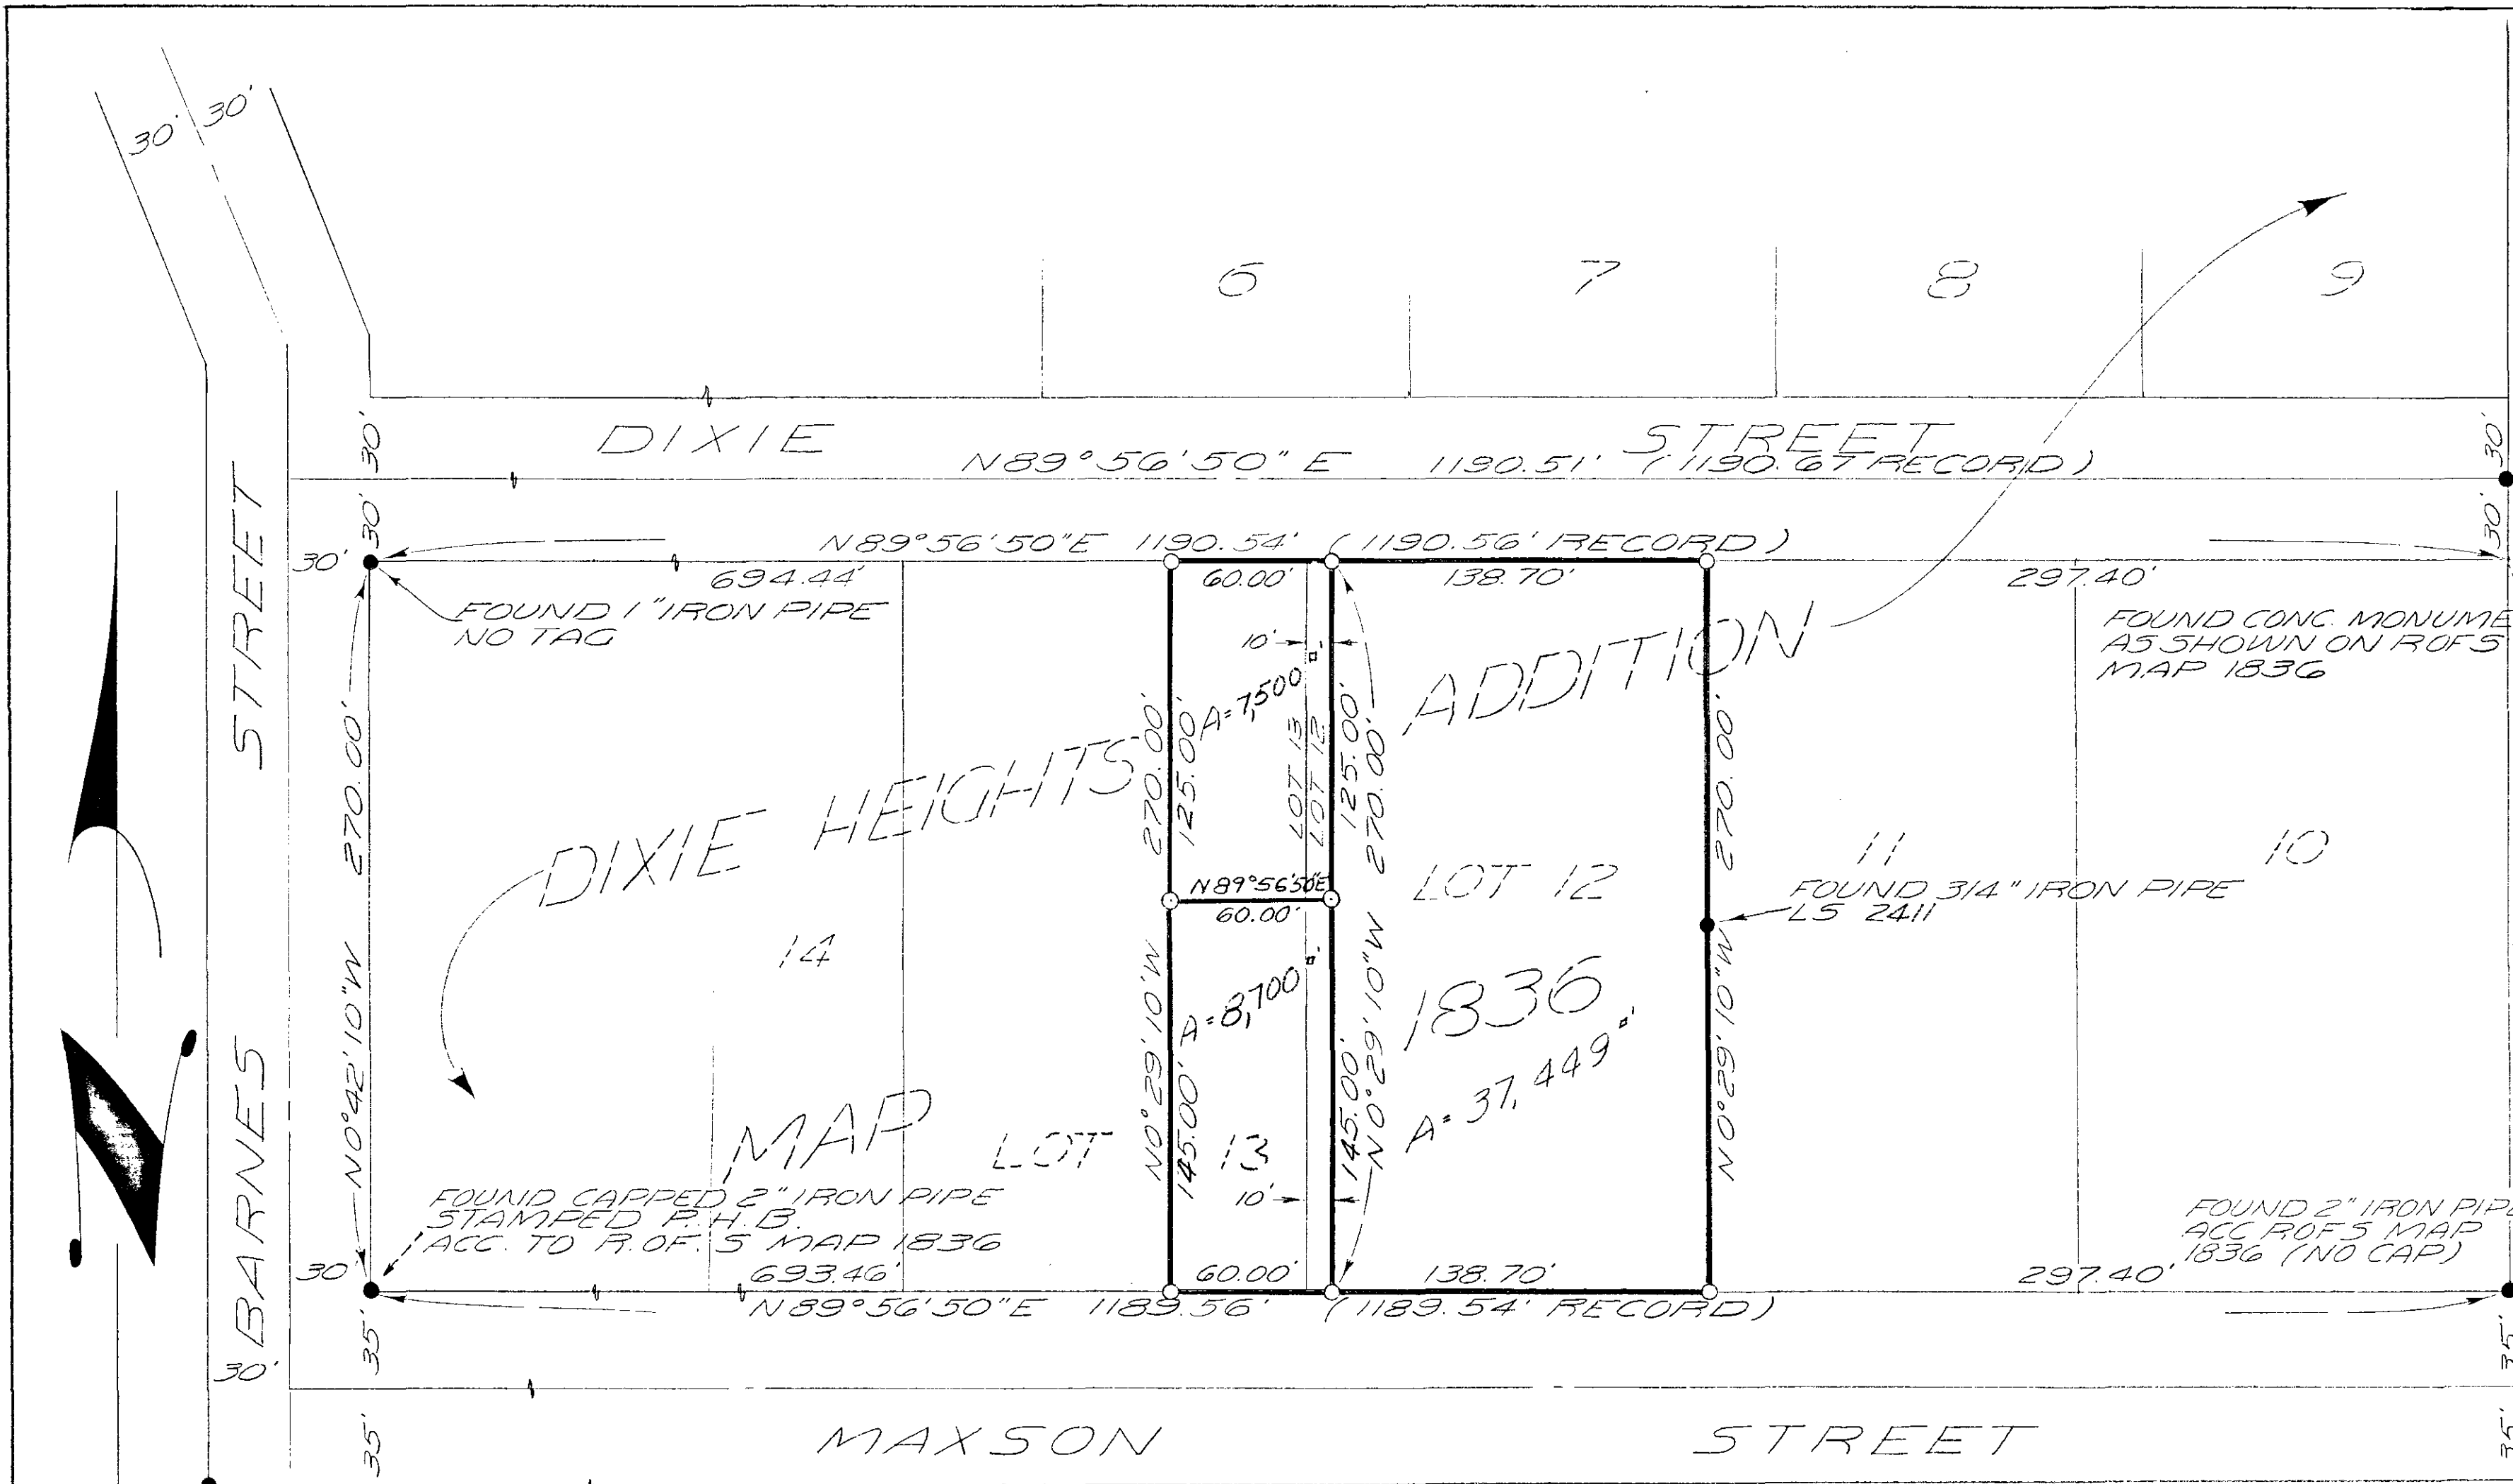 30' 30'
6 7 8 9
30'
DIXIE STREET
30'
N89°56'50"E 1190.51' (1190.67 RECORD)
30'
30'
30'
N89°56'50"E 1190.54' (1190.56' RECORD)
694.44' 60.00' 138.70' 297.40'
FOUND 1" IRON PIPE
NO TAG
FOUND CONC. MONUME
AS SHOWN ON R OF S
MAP 1836
10'
A=7,500
LOT 13
LOT 12
N0°42'10"W 270.00'
270.00'
125.00'
125.00'
270.00'
270.00'
DIXIE HEIGHTS ADDITION
N89°56'50"E
60.00'
LOT 12
11
10
FOUND 3/4" IRON PIPE
LS 2411
14
A=8,700
1836
A=37,449
N0°29'10"W
145.00'
145.00'
N0°29'10"W
N0°29'10"W
MAP
LOT 13
10'
FOUND CAPPED 2" IRON PIPE
STAMPED R.H.B.
ACC. TO R. OF. S MAP 1836
FOUND 2" IRON PIPE
ACC R OF S MAP
1836 (NO CAP)
30'
693.46' 60.00' 138.70' 297.40'
N89°56'50"E 1189.56' (1189.54' RECORD)
BARNES STREET
30'
35'
35'
MAXSON STREET
35'
35'